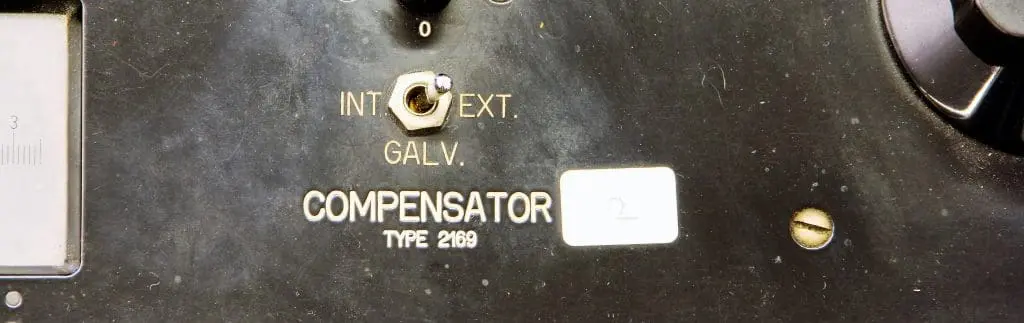 0
3
INT. EXT.
GALV.
COMPENSATOR
TYPE 2169
2